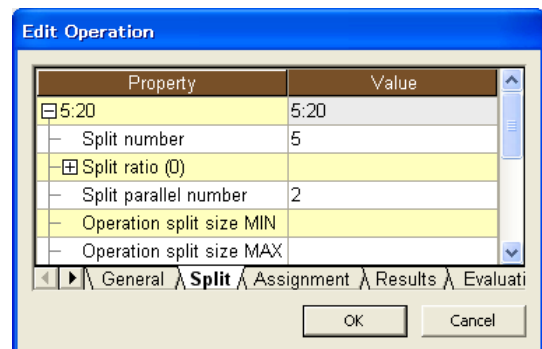 Edit Operation
Property Value
5:20 5:20
Split number 5
Split ratio (0)
Split parallel number 2
Operation split size MIN
Operation split size MAX
General Split Assignment Results Evaluati
OK Cancel